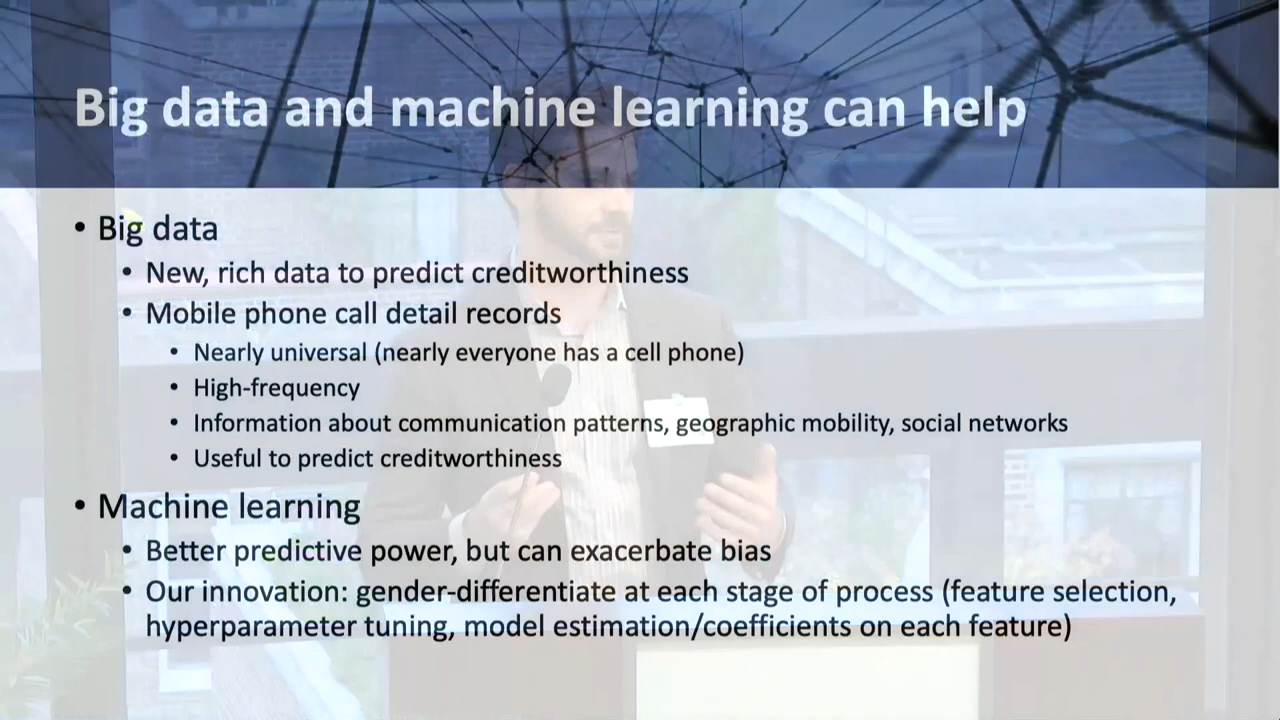 Big data and machine learning can help
• Big data
• New, rich data to predict creditworthiness
• Mobile phone call detail records
• Nearly universal (nearly everyone has a cell phone)
• High-frequency
• Information about communication patterns, geographic mobility, social networks
• Useful to predict creditworthiness
• Machine learning
• Better predictive power, but can exacerbate bias
• Our innovation: gender-differentiate at each stage of process (feature selection,
hyperparameter tuning, model estimation/coefficients on each feature)